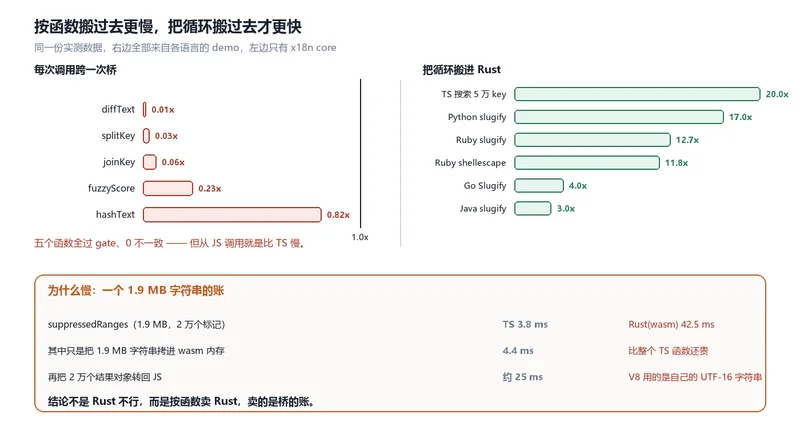 按函数搬过去更慢，把循环搬过去才更快
同一份实测数据，右边全部来自各语言的 demo，左边只有 x18n core
每次调用跨一次桥
diffText 0.01x
splitKey 0.03x
joinKey 0.06x
fuzzyScore 0.23x
hashText 0.82x
1.0x
五个函数全过 gate、0 不一致 —— 但从 JS 调用就是比 TS 慢。
把循环搬进 Rust
TS 搜索 5 万 key 20.0x
Python slugify 17.0x
Ruby slugify 12.7x
Ruby shellescape 11.8x
Go Slugify 4.0x
Java slugify 3.0x
为什么慢：一个 1.9 MB 字符串的账
suppressedRanges（1.9 MB，2 万个标记） TS 3.8 ms Rust(wasm) 42.5 ms
其中只是把 1.9 MB 字符串拷进 wasm 内存 4.4 ms 比整个 TS 函数还贵
再把 2 万个结果对象转回 JS 约 25 ms V8 用的是自己的 UTF-16 字符串
结论不是 Rust 不行，而是按函数卖 Rust，卖的是桥的账。